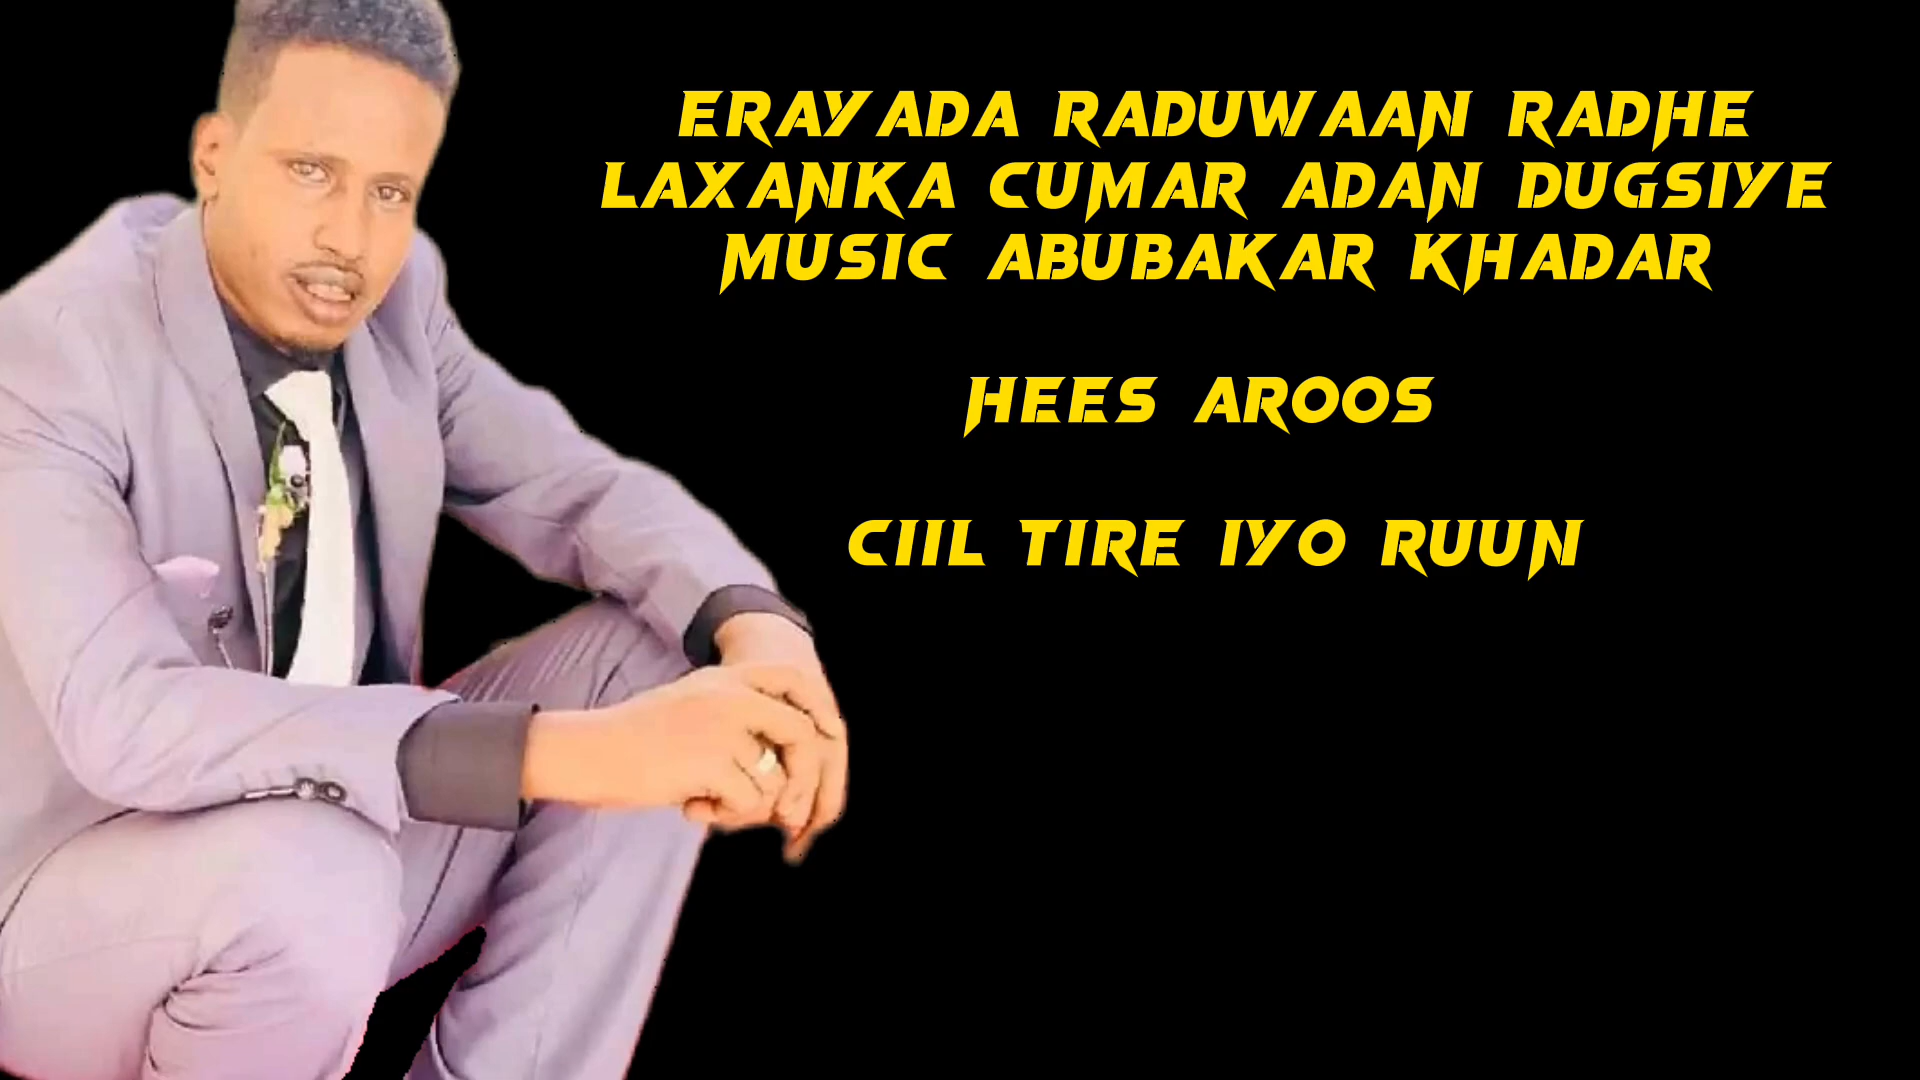 ERAYADA RADUWAAN RADHE
LAXANKA CUMAR ADAN DUGSIYE
MUSIC ABUBAKAR KHADAR
HEES AROOS
CIIL TIRE IYO RUUN